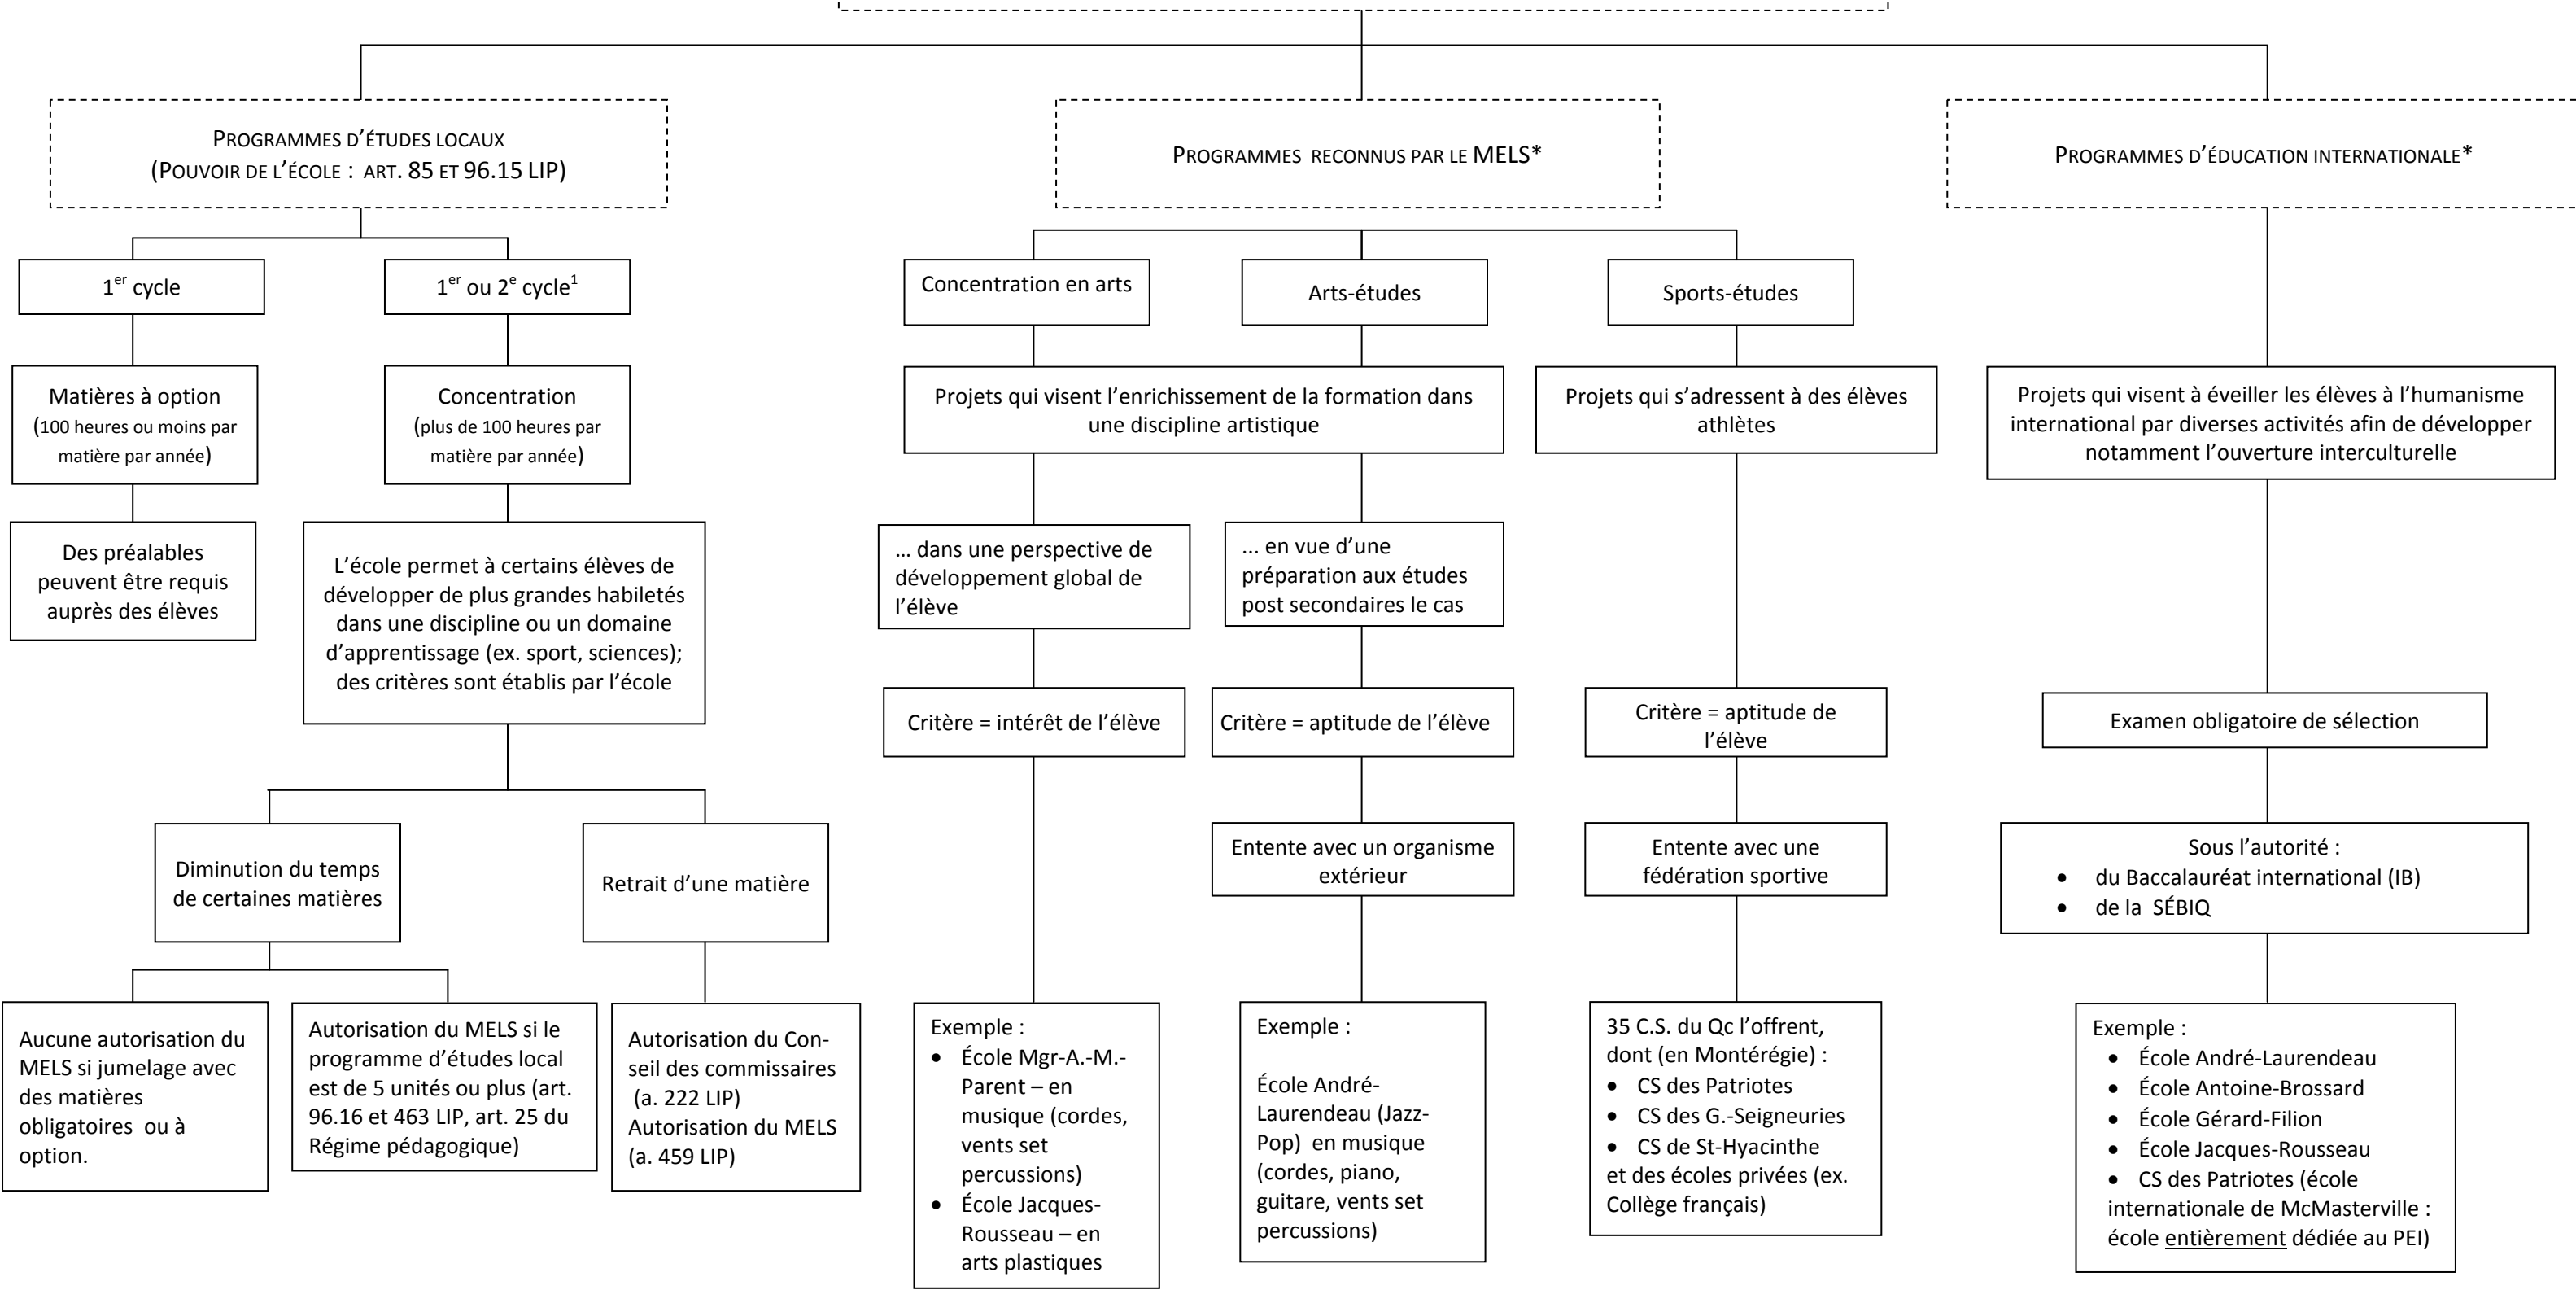 PROGRAMMES D'ÉTUDES LOCAUX
(POUVOIR DE L'ÉCOLE : ART. 85 ET 96.15 LIP)
PROGRAMMES RECONNUS PAR LE MELS*
PROGRAMMES D'ÉDUCATION INTERNATIONALE*
1er cycle
1er ou 2e cycle1
Concentration en arts
Arts-études
Sports-études
Matières à option
(100 heures ou moins par
matière par année)
Concentration
(plus de 100 heures par
matière par année)
Projets qui visent l'enrichissement de la formation dans
une discipline artistique
Projets qui s'adressent à des élèves
athlètes
Projets qui visent à éveiller les élèves à l'humanisme
international par diverses activités afin de développer
notamment l'ouverture interculturelle
Des préalables
peuvent être requis
auprès des élèves
L'école permet à certains élèves de
développer de plus grandes habiletés
dans une discipline ou un domaine
d'apprentissage (ex. sport, sciences);
des critères sont établis par l'école
... dans une perspective de
développement global de
l'élève
... en vue d'une
préparation aux études
post secondaires le cas
Critère = intérêt de l'élève
Critère = aptitude de l'élève
Critère = aptitude de
l'élève
Examen obligatoire de sélection
Diminution du temps
de certaines matières
Retrait d'une matière
Entente avec un organisme
extérieur
Entente avec une
fédération sportive
Sous l'autorité :
• du Baccalauréat international (IB)
• de la SÉBIQ
Aucune autorisation du
MELS si jumelage avec
des matières
obligatoires ou à
option.
Autorisation du MELS si le
programme d'études local
est de 5 unités ou plus (art.
96.16 et 463 LIP, art. 25 du
Régime pédagogique)
Autorisation du Con-
seil des commissaires
(a. 222 LIP)
Autorisation du MELS
(a. 459 LIP)
Exemple :
• École Mgr-A.-M.-
Parent – en
musique (cordes,
vents set
percussions)
• École Jacques-
Rousseau – en
arts plastiques
Exemple :
École André-
Laurendeau (Jazz-
Pop) en musique
(cordes, piano,
guitare, vents set
percussions)
35 C.S. du Qc l'offrent,
dont (en Montérégie) :
• CS des Patriotes
• CS des G.-Seigneuries
• CS de St-Hyacinthe
et des écoles privées (ex.
Collège français)
Exemple :
• École André-Laurendeau
• École Antoine-Brossard
• École Gérard-Filion
• École Jacques-Rousseau
• CS des Patriotes (école
internationale de McMasterville :
école entièrement dédiée au PEI)